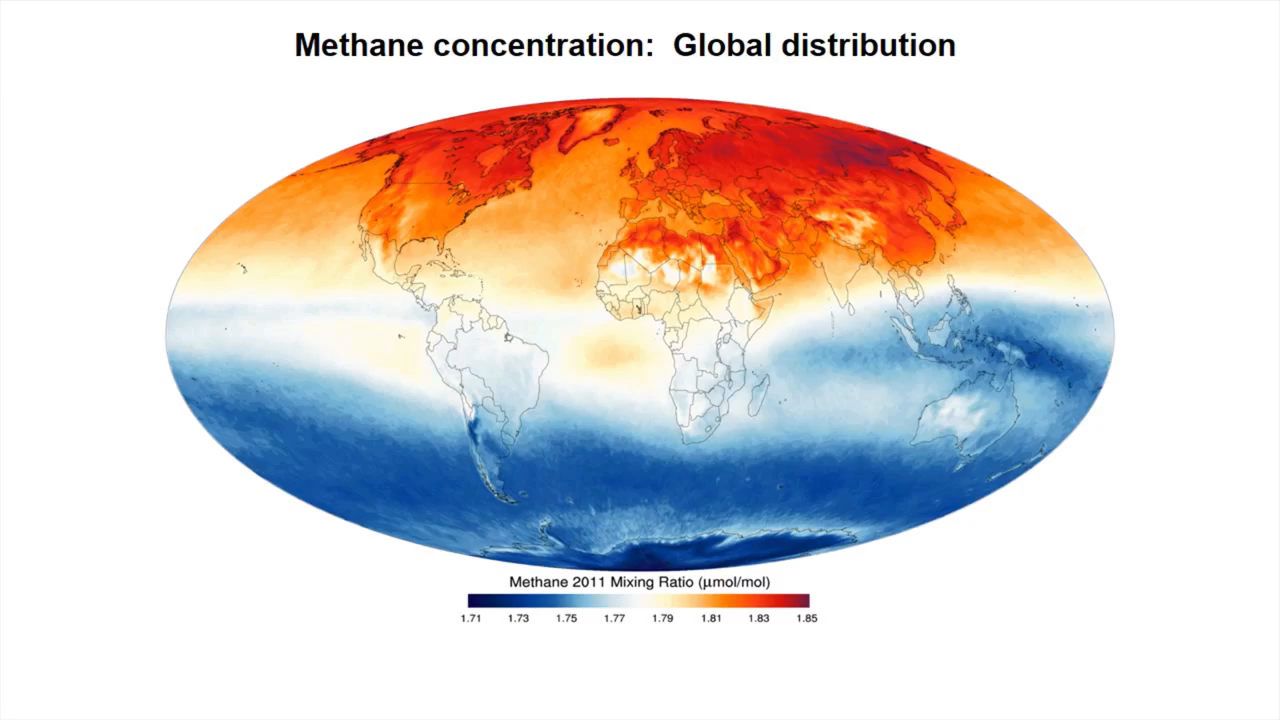 Methane concentration:  Global distribution
Methane 2011 Mixing Ratio (μmol/mol)
1.71 1.73 1.75 1.77 1.79 1.81 1.83 1.85